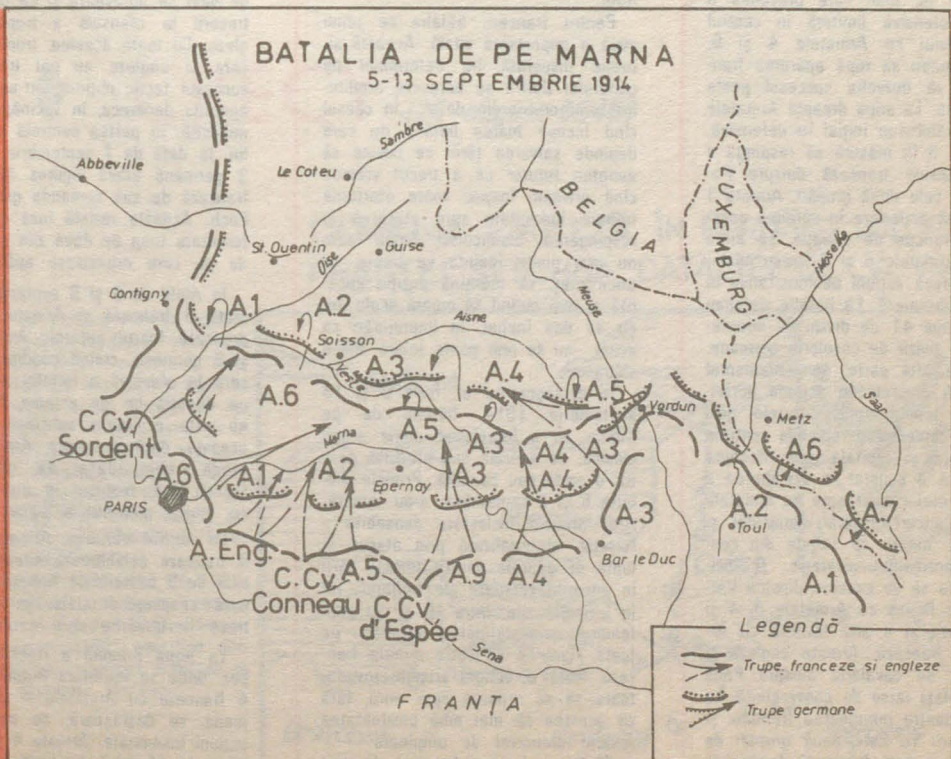 BATALIA DE PE MARNA
5-13 SEPTEMBRIE 1914
Abbeville
Sambre
Le Coteu
BELGIA
LUXEMBURG
Moselle
St. Quentin
Oise
Guise
Contigny
A.1
A.2
Aisne
Meuse
Soisson
Vesle
A.3
A.4
A.5
Verdun
Saar
A.6
Metz
C.Cv.
Sordent
Marna
A.5
A.3
A.4
A.3
A.6
A.6
PARIS
A.1
A.2
Epernay
A.3
A.4
A.3
A.2
Toul
A.7
A.Eng.
Bar le Duc
C.Cv.
Conneau
A.5
C.Cv.
d'Espée
A.9
A.4
A.1
Sena
FRANȚA
Legendă
Trupe franceze si engleze
Trupe germane